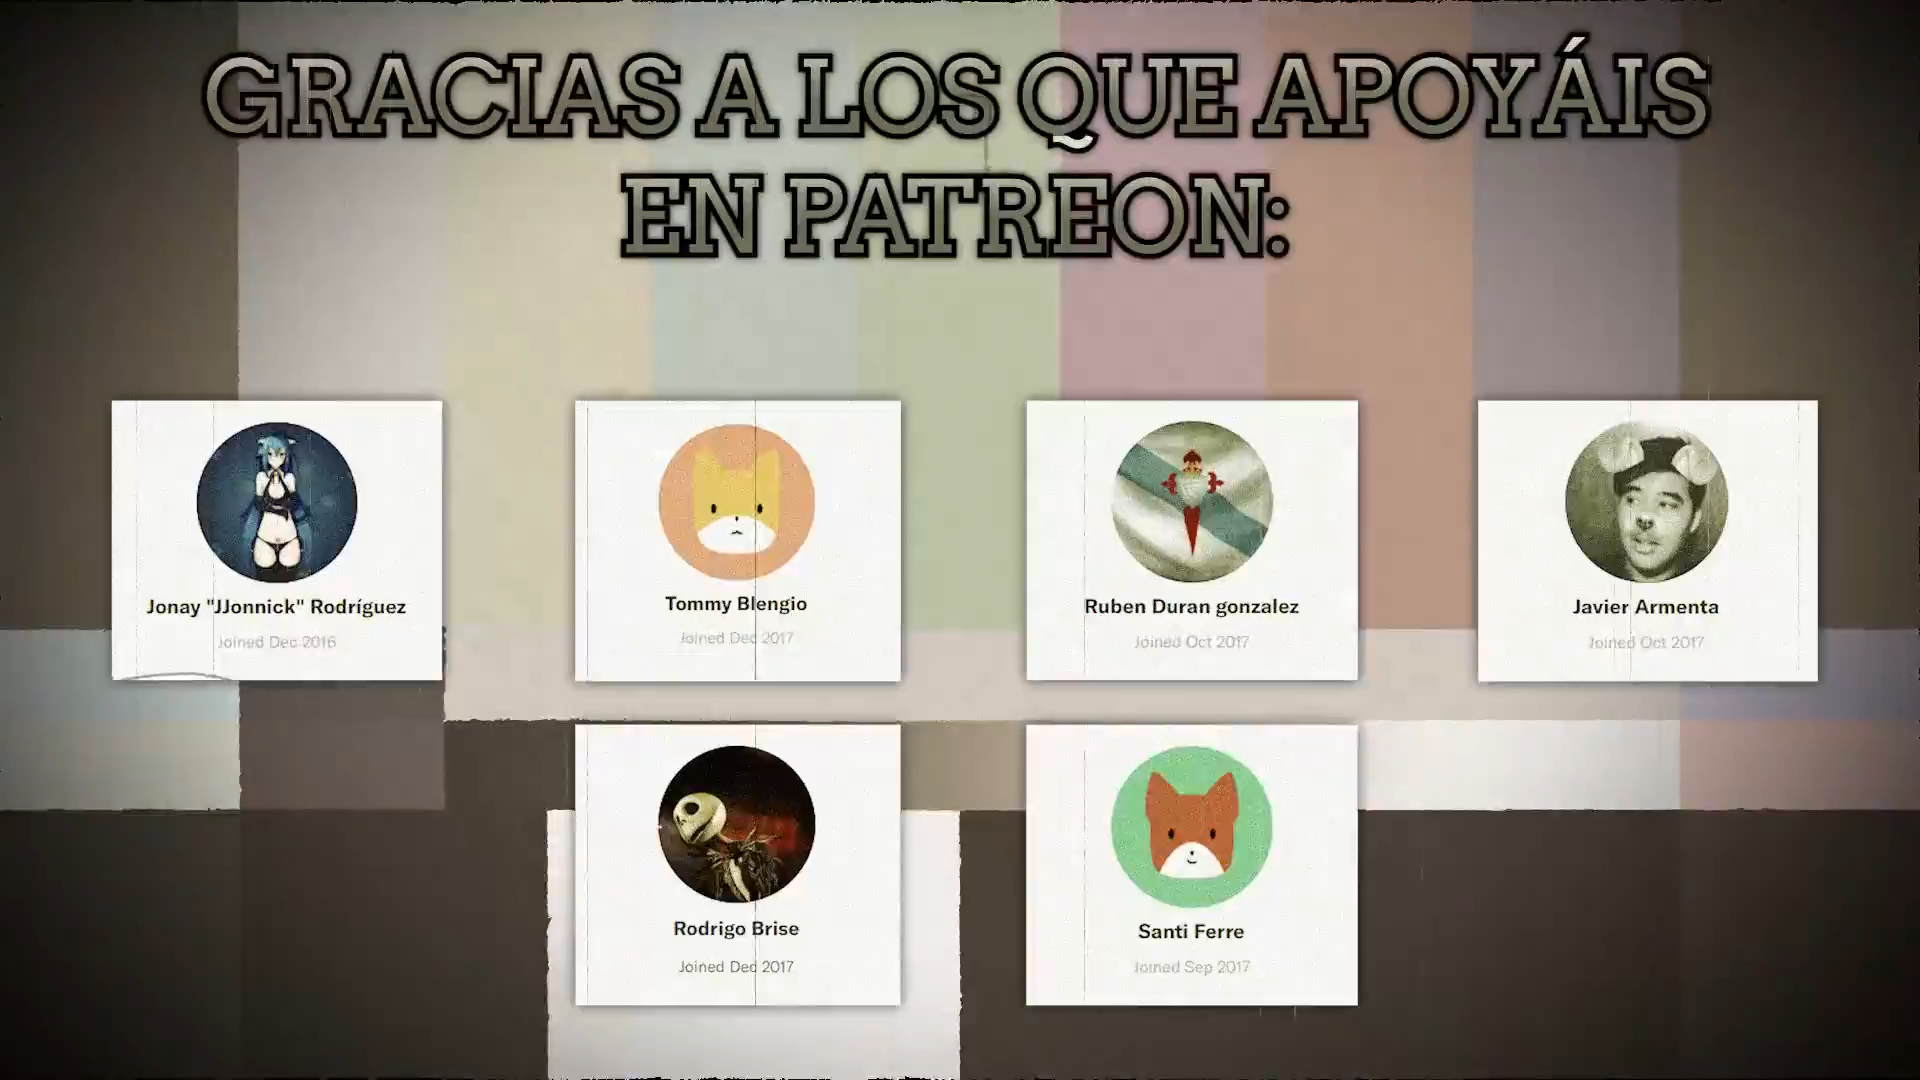 GRACIAS A LOS QUE APOYÁIS
EN PATREON:
Jonay "JJonnick" Rodríguez
Joined Dec 2016
Tommy Blengio
Joined Dec 2017
Ruben Duran gonzalez
Joined Oct 2017
Javier Armenta
Joined Oct 2017
Rodrigo Brise
Joined Dec 2017
Santi Ferre
Joined Sep 2017